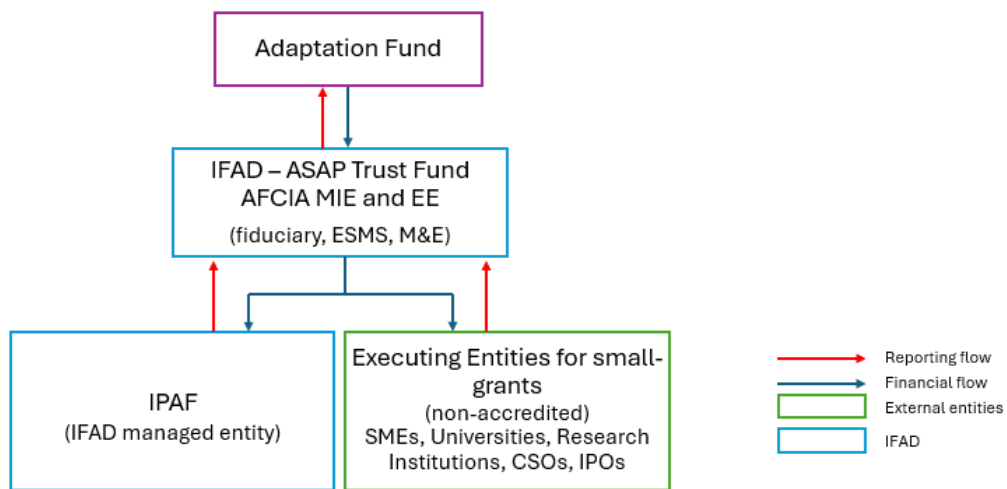 Adaptation Fund
IFAD – ASAP Trust Fund
AFCIA MIE and EE
(fiduciary, ESMS, M&E)
IPAF
(IFAD managed entity)
Executing Entities for small-
grants
(non-accredited)
SMEs, Universities, Research
Institutions, CSOs, IPOs
Reporting flow
Financial flow
External entities
IFAD